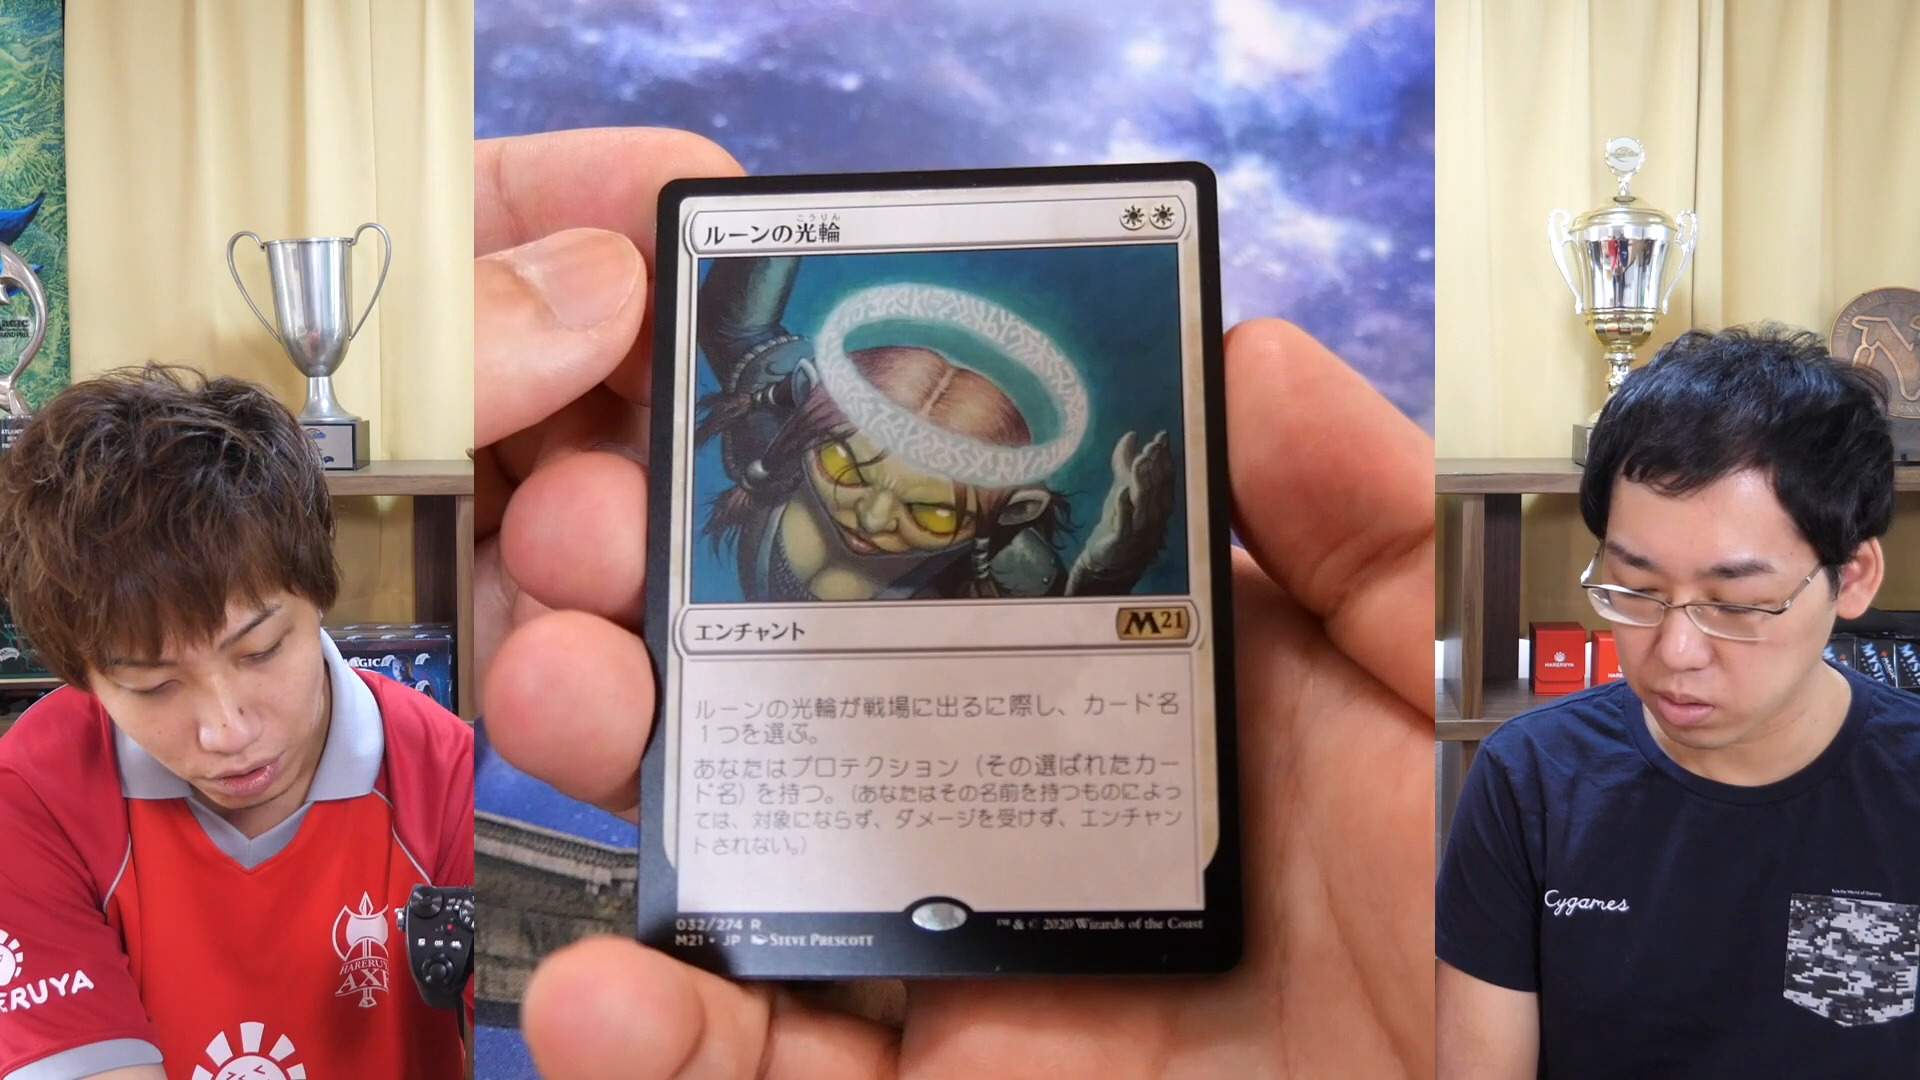 こうりん
ルーンの光輪
エンチャント
M21
ルーンの光輪が戦場に出るに際し、カード名
1つを選ぶ。
あなたはプロテクション（その選ばれたカー
ド名）を持つ。（あなたはその名前を持つものによっ
ては、対象にならず、ダメージを受けず、エンチャン
トされない。）
032/274 R
M21・JP STEVE PRESCOTT
™ & © 2020 Wizards of the Coast
MAGIC
ATLANT
MAGIC
HARERUYA
AXE
ERUYA
HARERUYA
Cygames